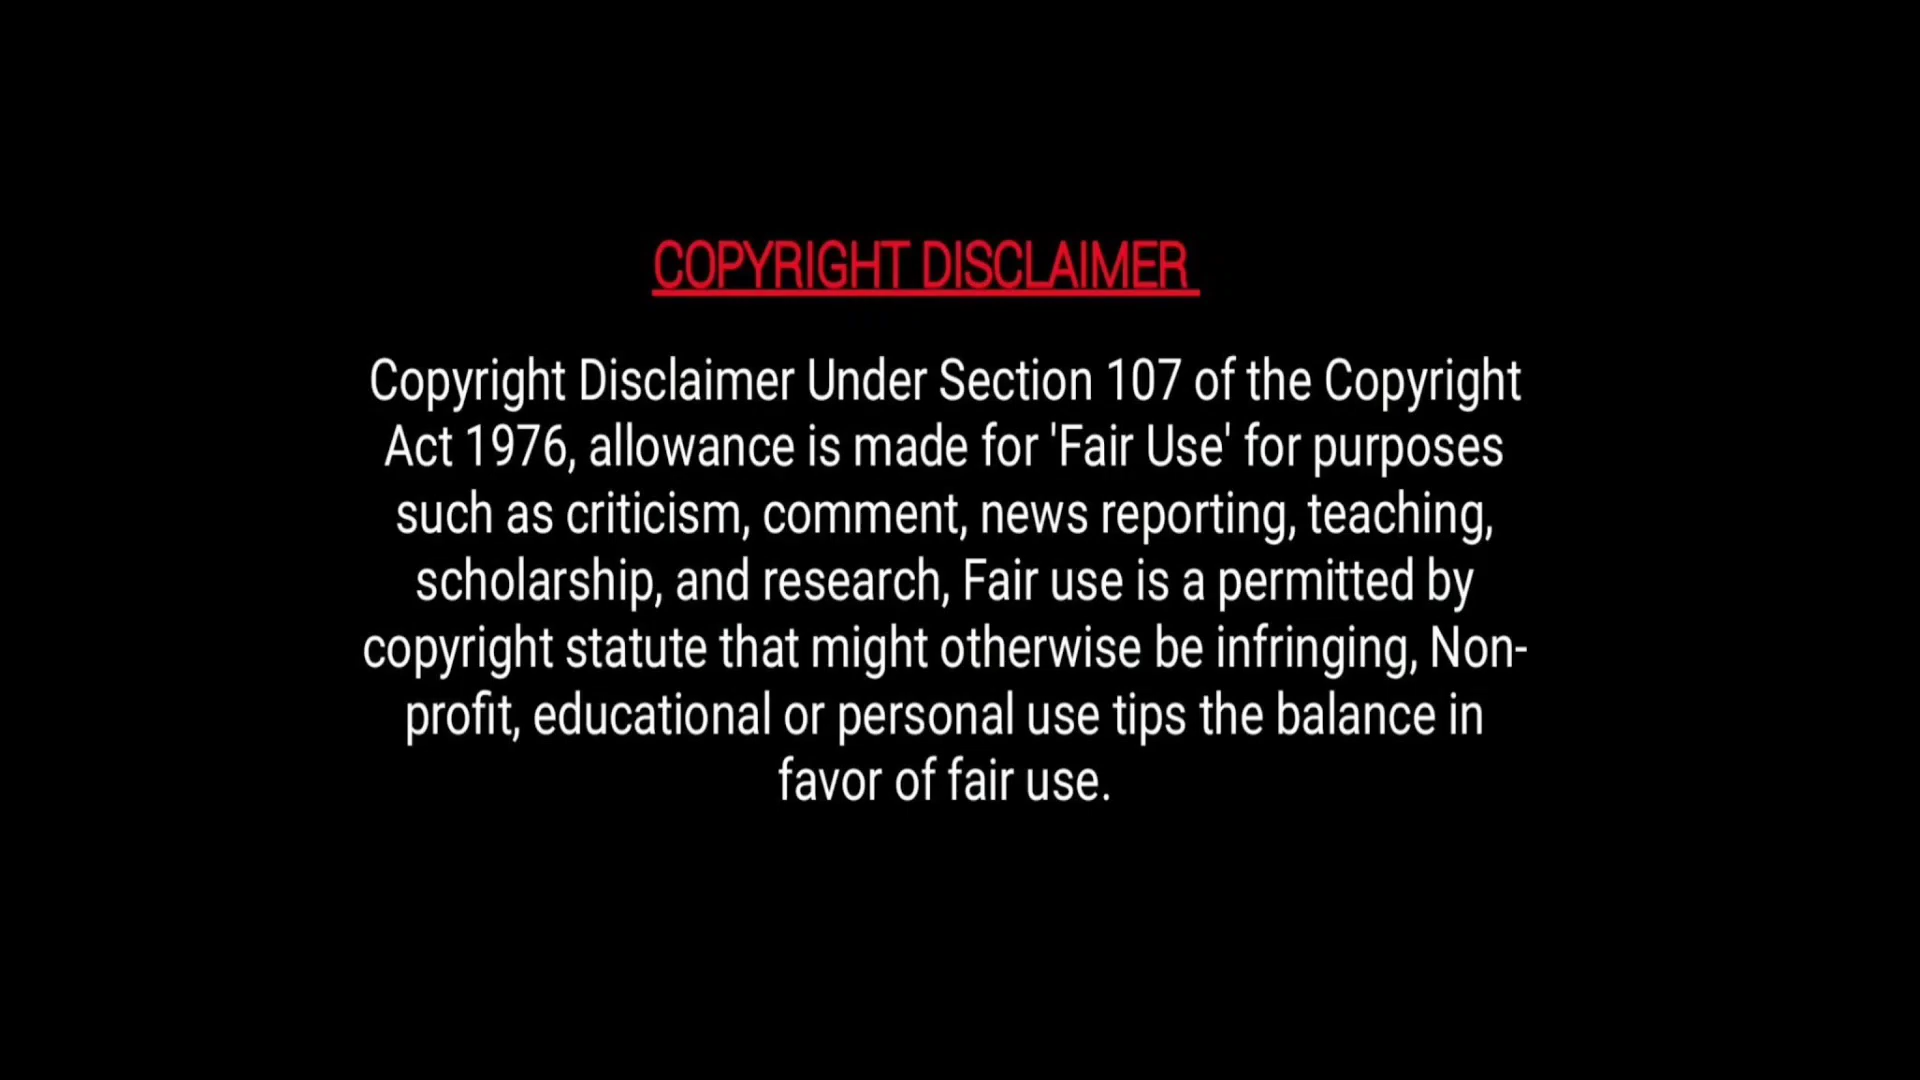 COPYRIGHT DISCLAIMER
Copyright Disclaimer Under Section 107 of the Copyright
Act 1976, allowance is made for 'Fair Use' for purposes
such as criticism, comment, news reporting, teaching,
scholarship, and research, Fair use is a permitted by
copyright statute that might otherwise be infringing, Non-
profit, educational or personal use tips the balance in
favor of fair use.